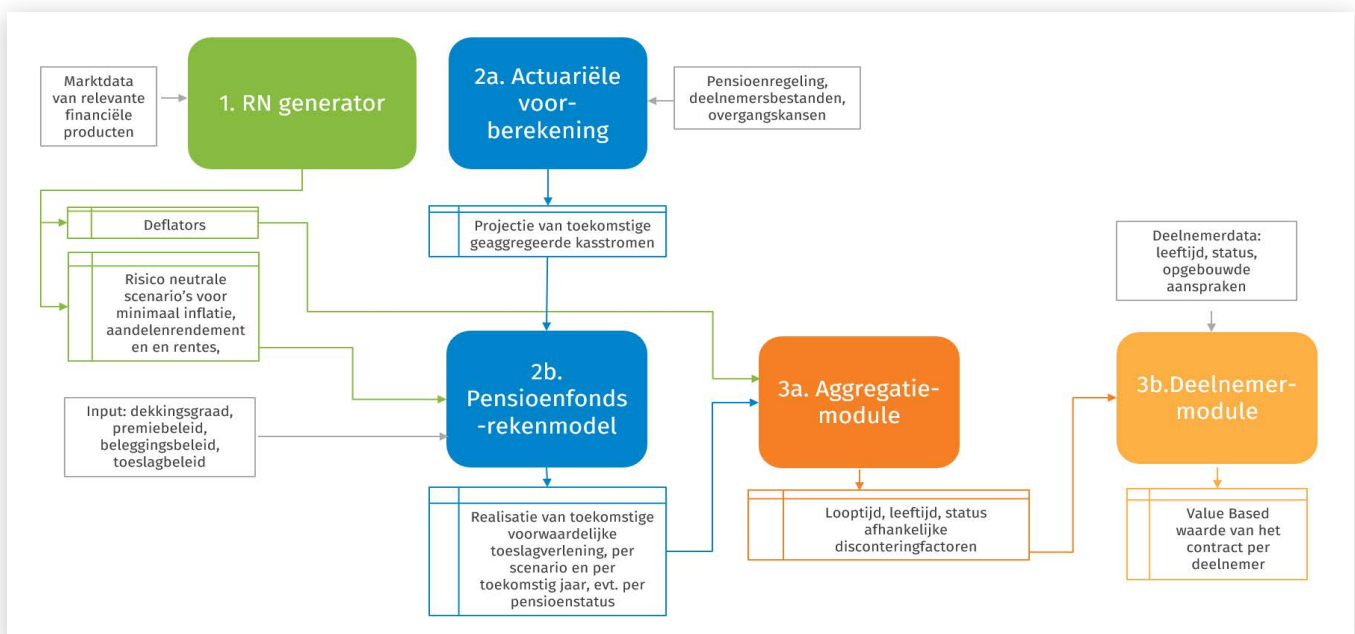 Marktdata
van relevante
financiële
producten
1. RN generator
2a. Actuariële
voor-
berekening
Pensioenregeling,
deelnemersbestanden,
overgangskansen
Deflators
Projectie van toekomstige
geaggregeerde kasstromen
Deelnemerdata:
leeftijd, status,
opgebouwde
aanspraken
Risico neutrale
scenario's voor
minimaal inflatie,
aandelenrendement
en en rentes,
2b.
Pensioenfonds
-rekenmodel
3a. Aggregatie-
module
3b.Deelnemer-
module
Input: dekkingsgraad,
premiebeleid,
beleggingsbeleid,
toeslagbeleid
Realisatie van toekomstige
voorwaardelijke
toeslagverlening, per
scenario en per
toekomstig jaar, evt. per
pensioenstatus
Looptijd, leeftijd, status
afhankelijke
disconteringfactoren
Value Based
waarde van het
contract per
deelnemer